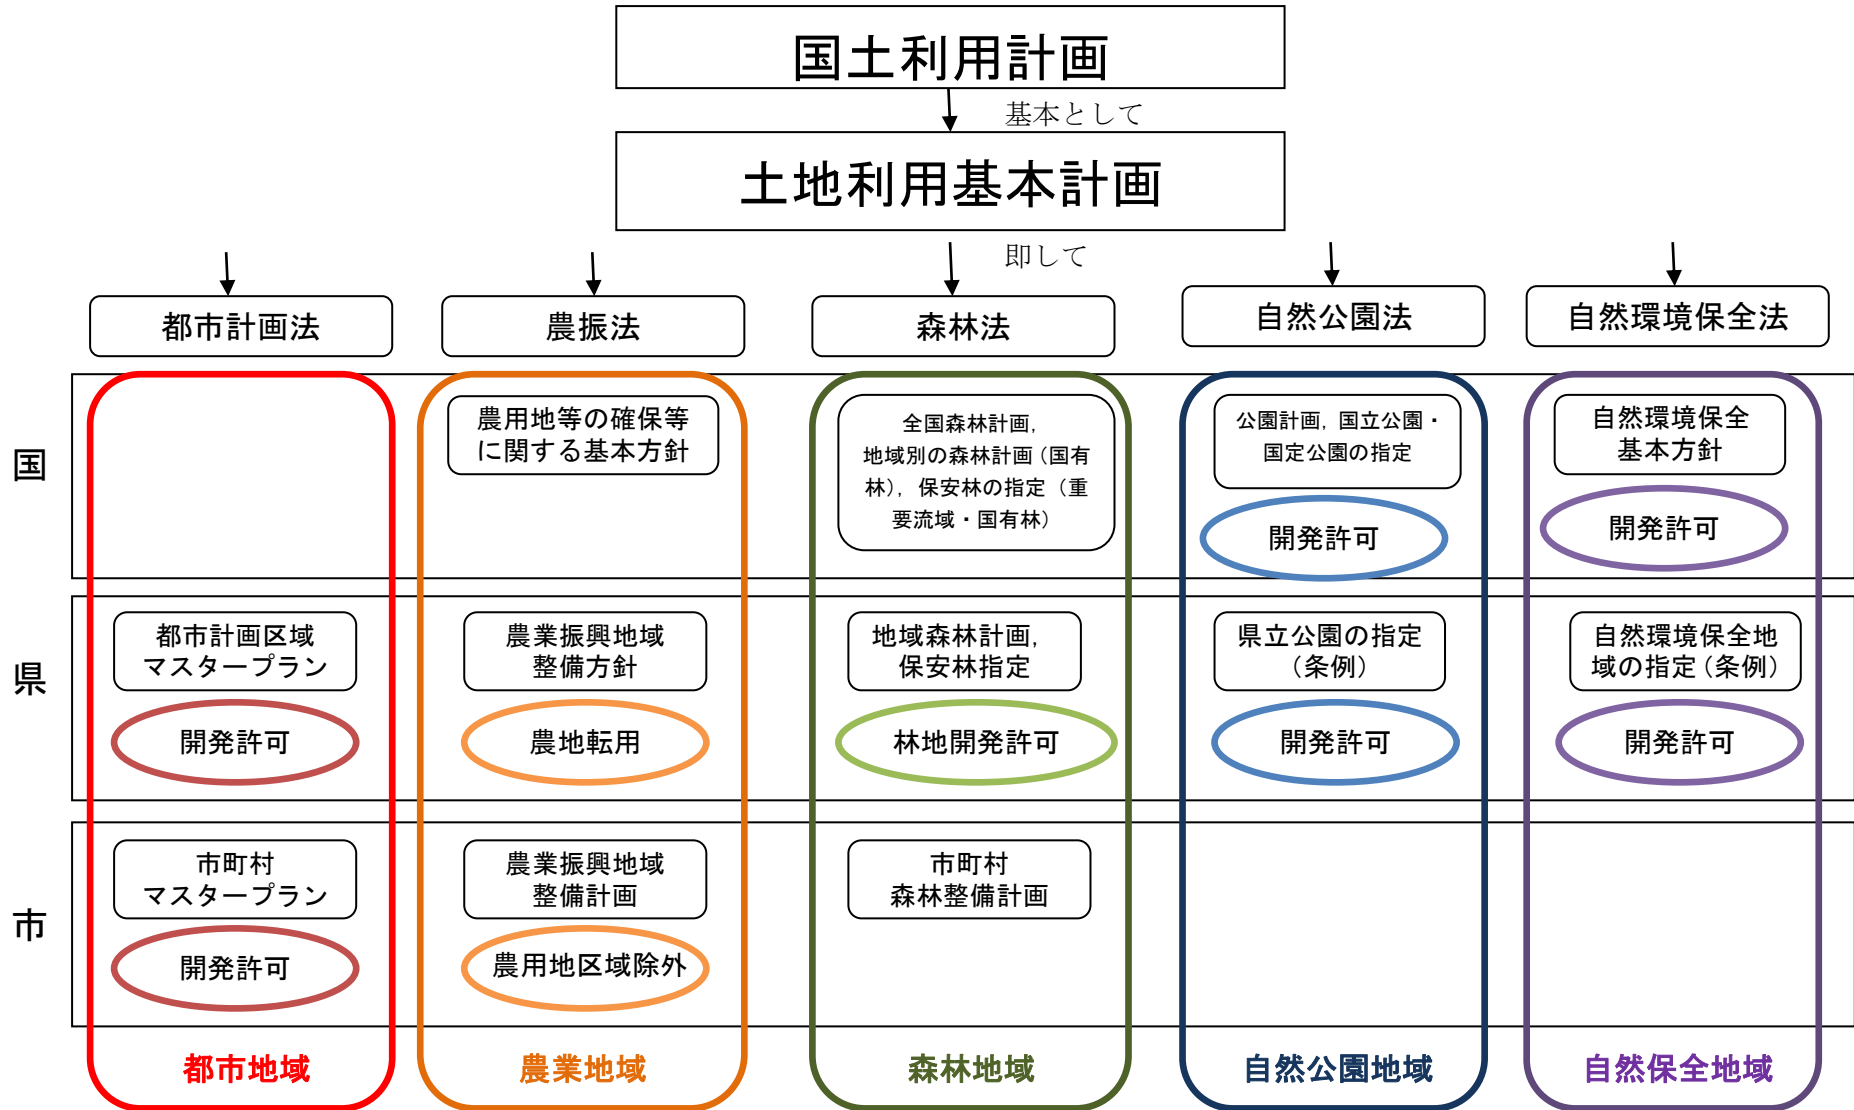 国土利用計画
基本として
土地利用基本計画
即して
都市計画法
農振法
森林法
自然公園法
自然環境保全法
国
農用地等の確保等
に関する基本方針
全国森林計画，
地域別の森林計画（国有
林），保安林の指定（重
要流域・国有林）
公園計画，国立公園・
国定公園の指定
開発許可
自然環境保全
基本方針
開発許可
県
都市計画区域
マスタープラン
開発許可
農業振興地域
整備方針
農地転用
地域森林計画，
保安林指定
林地開発許可
県立公園の指定
（条例）
開発許可
自然環境保全地
域の指定（条例）
開発許可
市
市町村
マスタープラン
開発許可
農業振興地域
整備計画
農用地区域除外
市町村
森林整備計画
都市地域
農業地域
森林地域
自然公園地域
自然保全地域